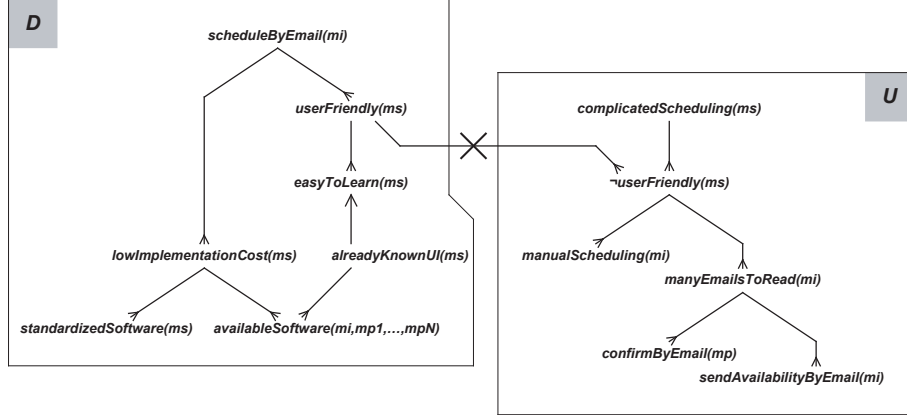 D
scheduleByEmail(mi)
userFriendly(ms)
easyToLearn(ms)
lowImplementationCost(ms)
alreadyKnownUI(ms)
standardizedSoftware(ms)
availableSoftware(mi,mp1,…,mpN)
U
complicatedScheduling(ms)
¬userFriendly(ms)
manualScheduling(mi)
manyEmailsToRead(mi)
confirmByEmail(mp)
sendAvailabilityByEmail(mi)